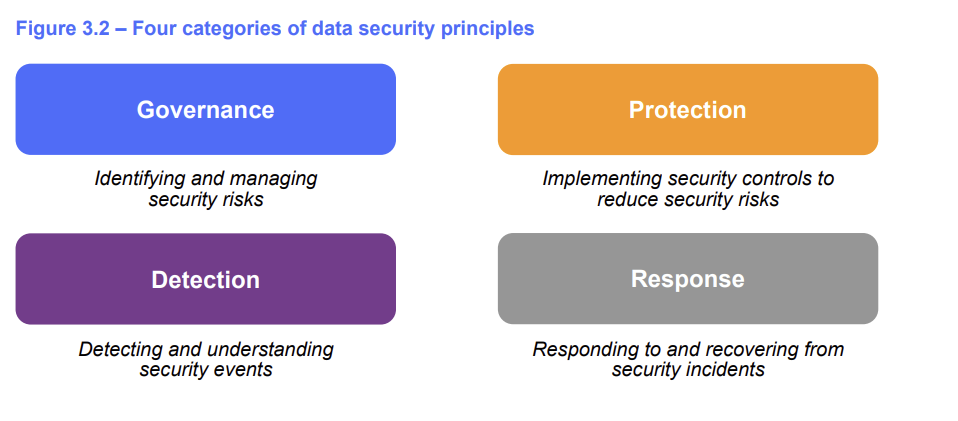 Figure 3.2 – Four categories of data security principles
Governance
Identifying and managing
security risks
Protection
Implementing security controls to
reduce security risks
Detection
Detecting and understanding
security events
Response
Responding to and recovering from
security incidents